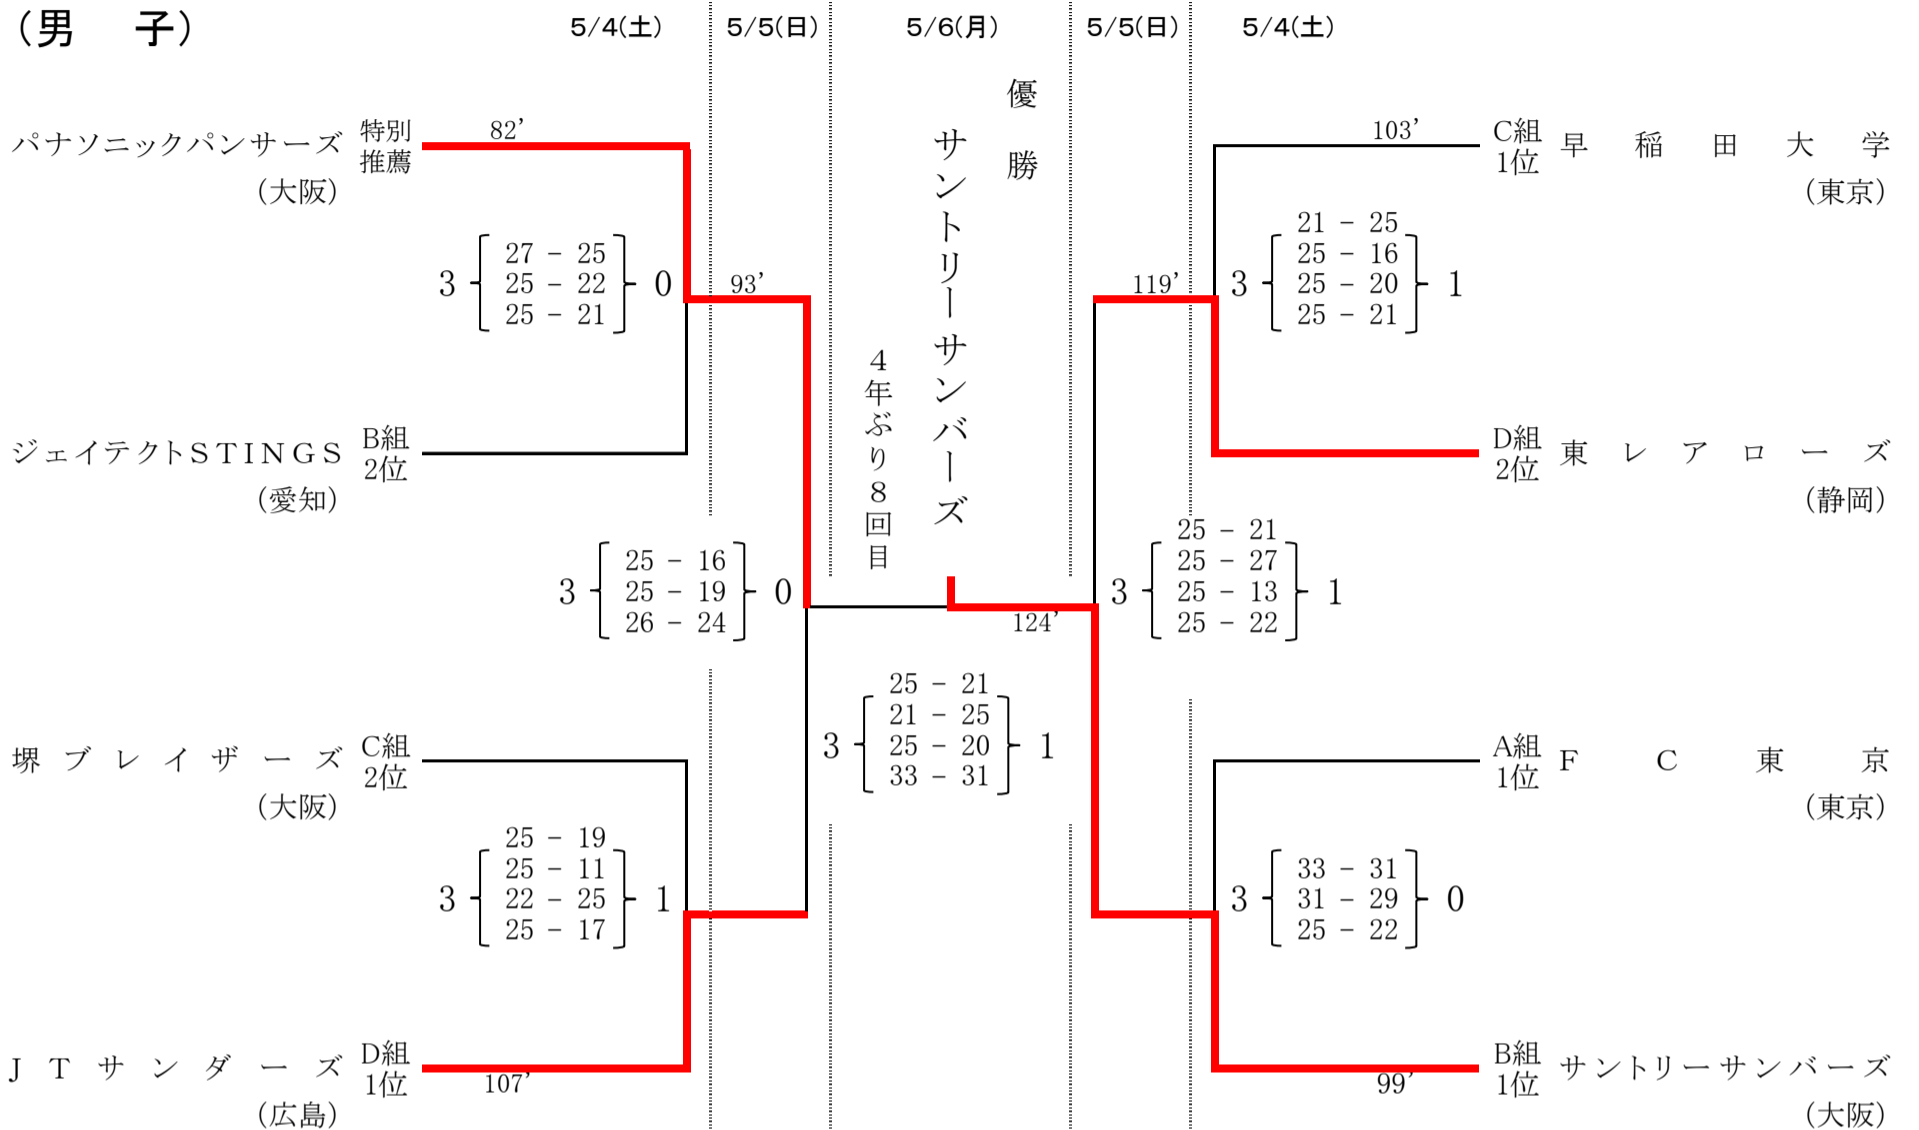 （男　子）
5/4(土)
5/5(日)
5/6(月)
5/5(日)
5/4(土)
優勝
サントリーサンバーズ
4年ぶり8回目
パナソニックパンサーズ
(大阪)
特別
推薦
82’
3
27 － 25
25 － 22
25 － 21
0
ジェイテクトSTINGS
(愛知)
B組
2位
93’
3
25 － 16
25 － 19
26 － 24
0
堺ブレイザーズ
(大阪)
C組
2位
3
25 － 19
25 － 11
22 － 25
25 － 17
1
JTサンダーズ
(広島)
D組
1位
107’
124’
3
25 － 21
21 － 25
25 － 20
33 － 31
1
103’
C組
1位
早稲田大学
(東京)
3
21 － 25
25 － 16
25 － 20
25 － 21
1
119’
D組
2位
東レアローズ
(静岡)
3
25 － 21
25 － 27
25 － 13
25 － 22
1
A組
1位
FC東京
(東京)
3
33 － 31
31 － 29
25 － 22
0
99’
B組
1位
サントリーサンバーズ
(大阪)